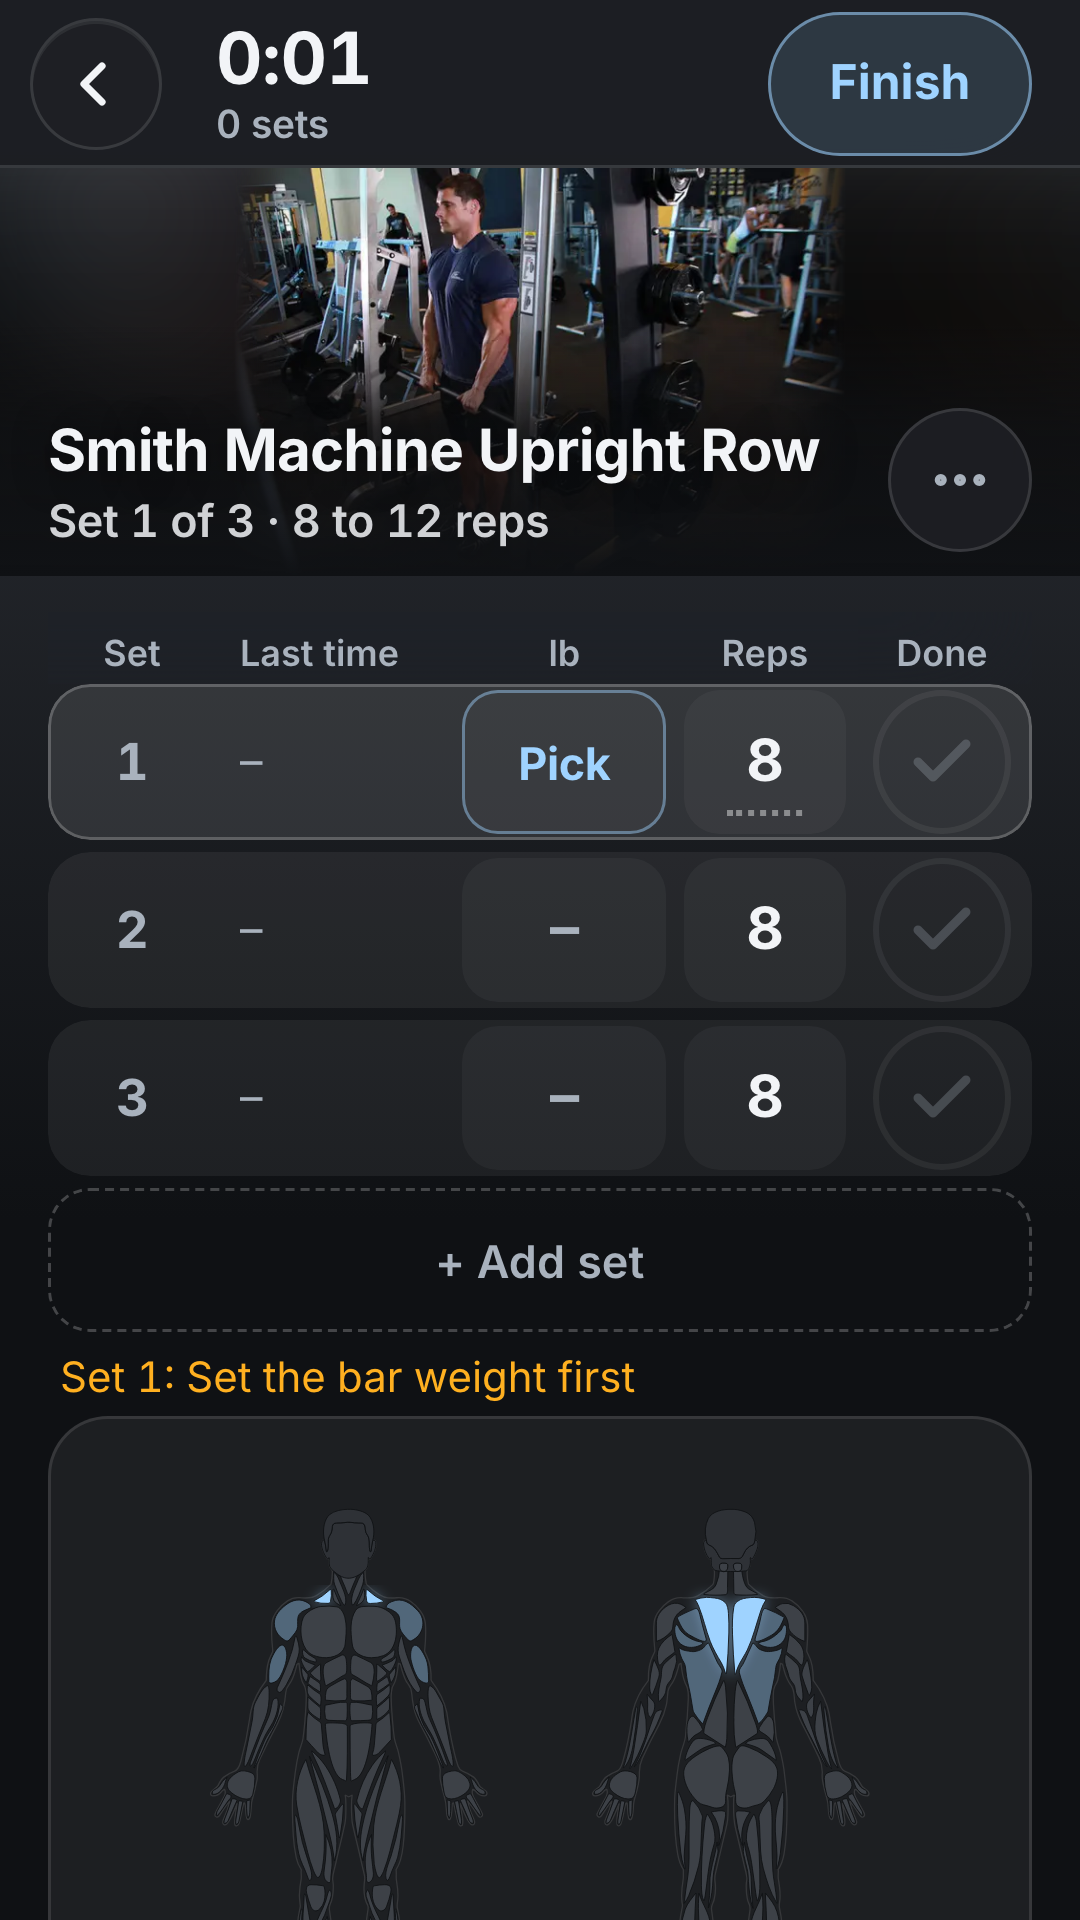 0:01
0 sets
Finish
Smith Machine Upright Row
Set 1 of 3 · 8 to 12 reps
Set Last time lb Reps Done
1 – Pick 8
2 – – 8
3 – – 8
+ Add set
Set 1: Set the bar weight first